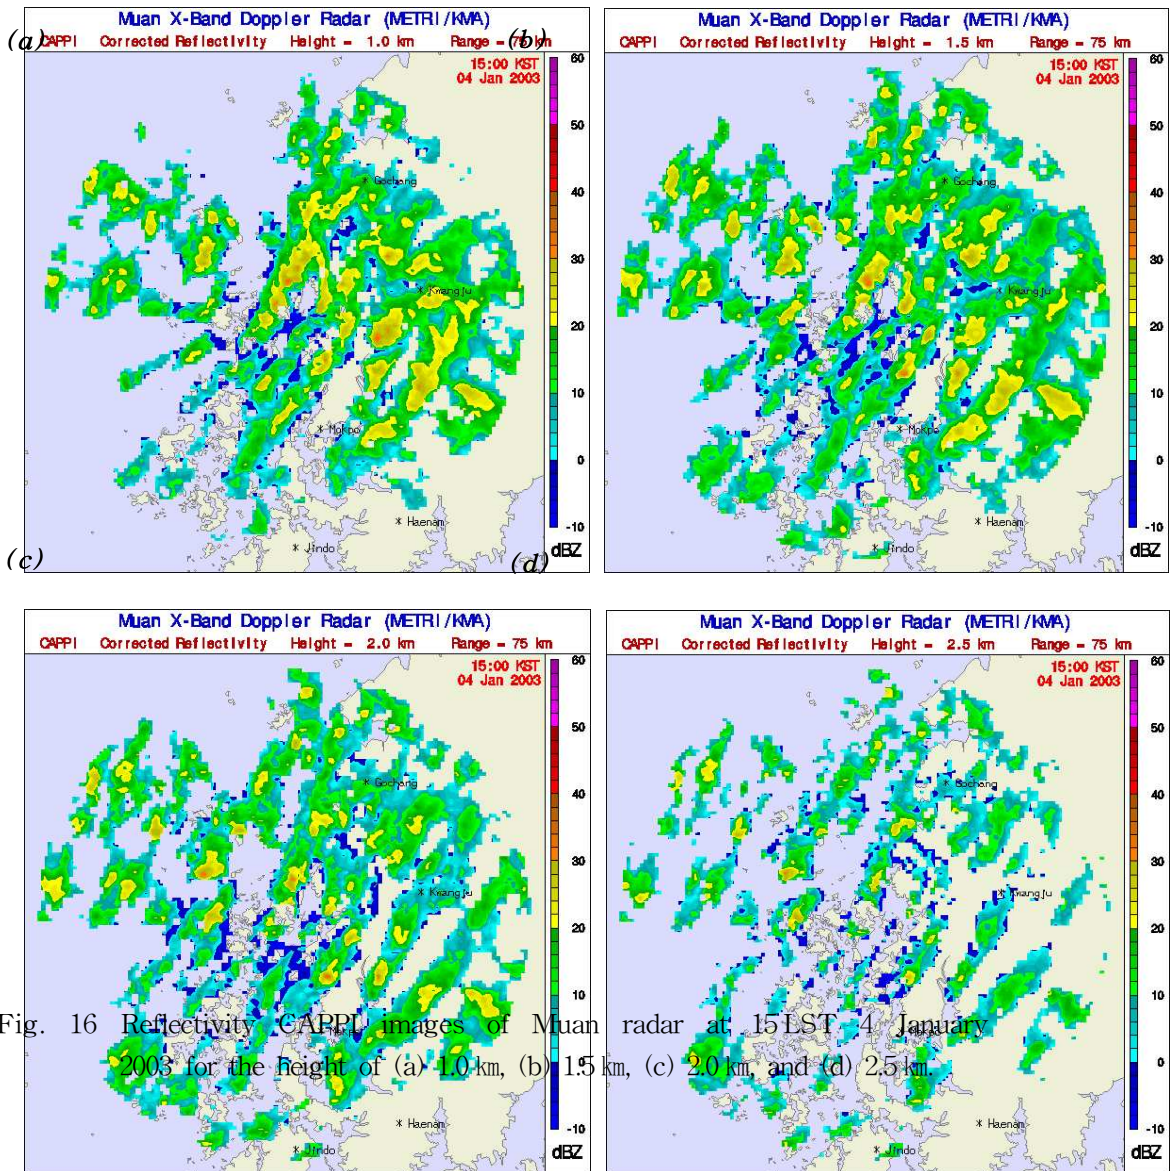 (a)
Muan X-Band Doppler Radar (METRI/KMA)
CAPPI Corrected Reflectivity Height = 1.0 km Range = 75 km
15:00 KST
04 Jan 2003
60
50
40
30
20
10
0
-10
dBZ
* Gochang
* Kwangju
* Mokpo
* Haenam
* Jindo
(b)
Muan X-Band Doppler Radar (METRI/KMA)
CAPPI Corrected Reflectivity Height = 1.5 km Range = 75 km
15:00 KST
04 Jan 2003
60
50
40
30
20
10
0
-10
dBZ
* Gochang
* Kwangju
* Mokpo
* Haenam
* Jindo
(c)
Muan X-Band Doppler Radar (METRI/KMA)
CAPPI Corrected Reflectivity Height = 2.0 km Range = 75 km
15:00 KST
04 Jan 2003
60
50
40
30
20
10
0
-10
dBZ
* Gochang
* Kwangju
* Haenam
* Jindo
(d)
Muan X-Band Doppler Radar (METRI/KMA)
CAPPI Corrected Reflectivity Height = 2.5 km Range = 75 km
15:00 KST
04 Jan 2003
60
50
40
30
20
10
0
-10
dBZ
* Gochang
* Kwangju
* Haenam
* Jindo
Fig. 16 Reflectivity CAPPI images of Muan radar at 15 LST 4 January
2003 for the height of (a) 1.0 km, (b) 1.5 km, (c) 2.0 km, and (d) 2.5 km.